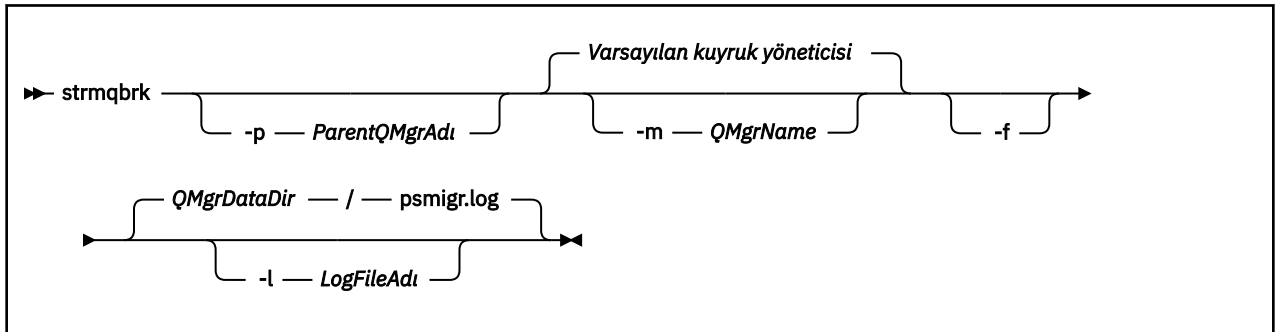 Varsayılan kuyruk yöneticisi
strmqbrk
-p ParentQMgrAdı
-m QMgrName
-f
QMgrDataDir / psmigr.log
-l LogFileAdı